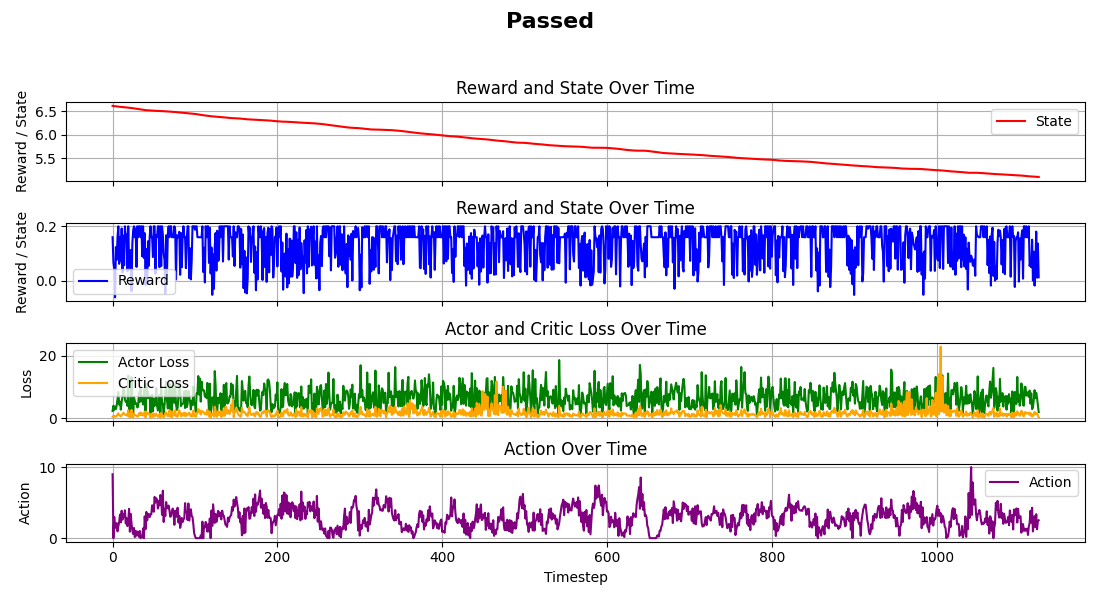 Passed
Reward and State Over Time
Reward / State
6.5
6.0
5.5
State
Reward and State Over Time
Reward / State
0.2
0.0
Reward
Actor and Critic Loss Over Time
Loss
20
0
Actor Loss
Critic Loss
Action Over Time
Action
10
0
Action
0 200 400 600 800 1000
Timestep